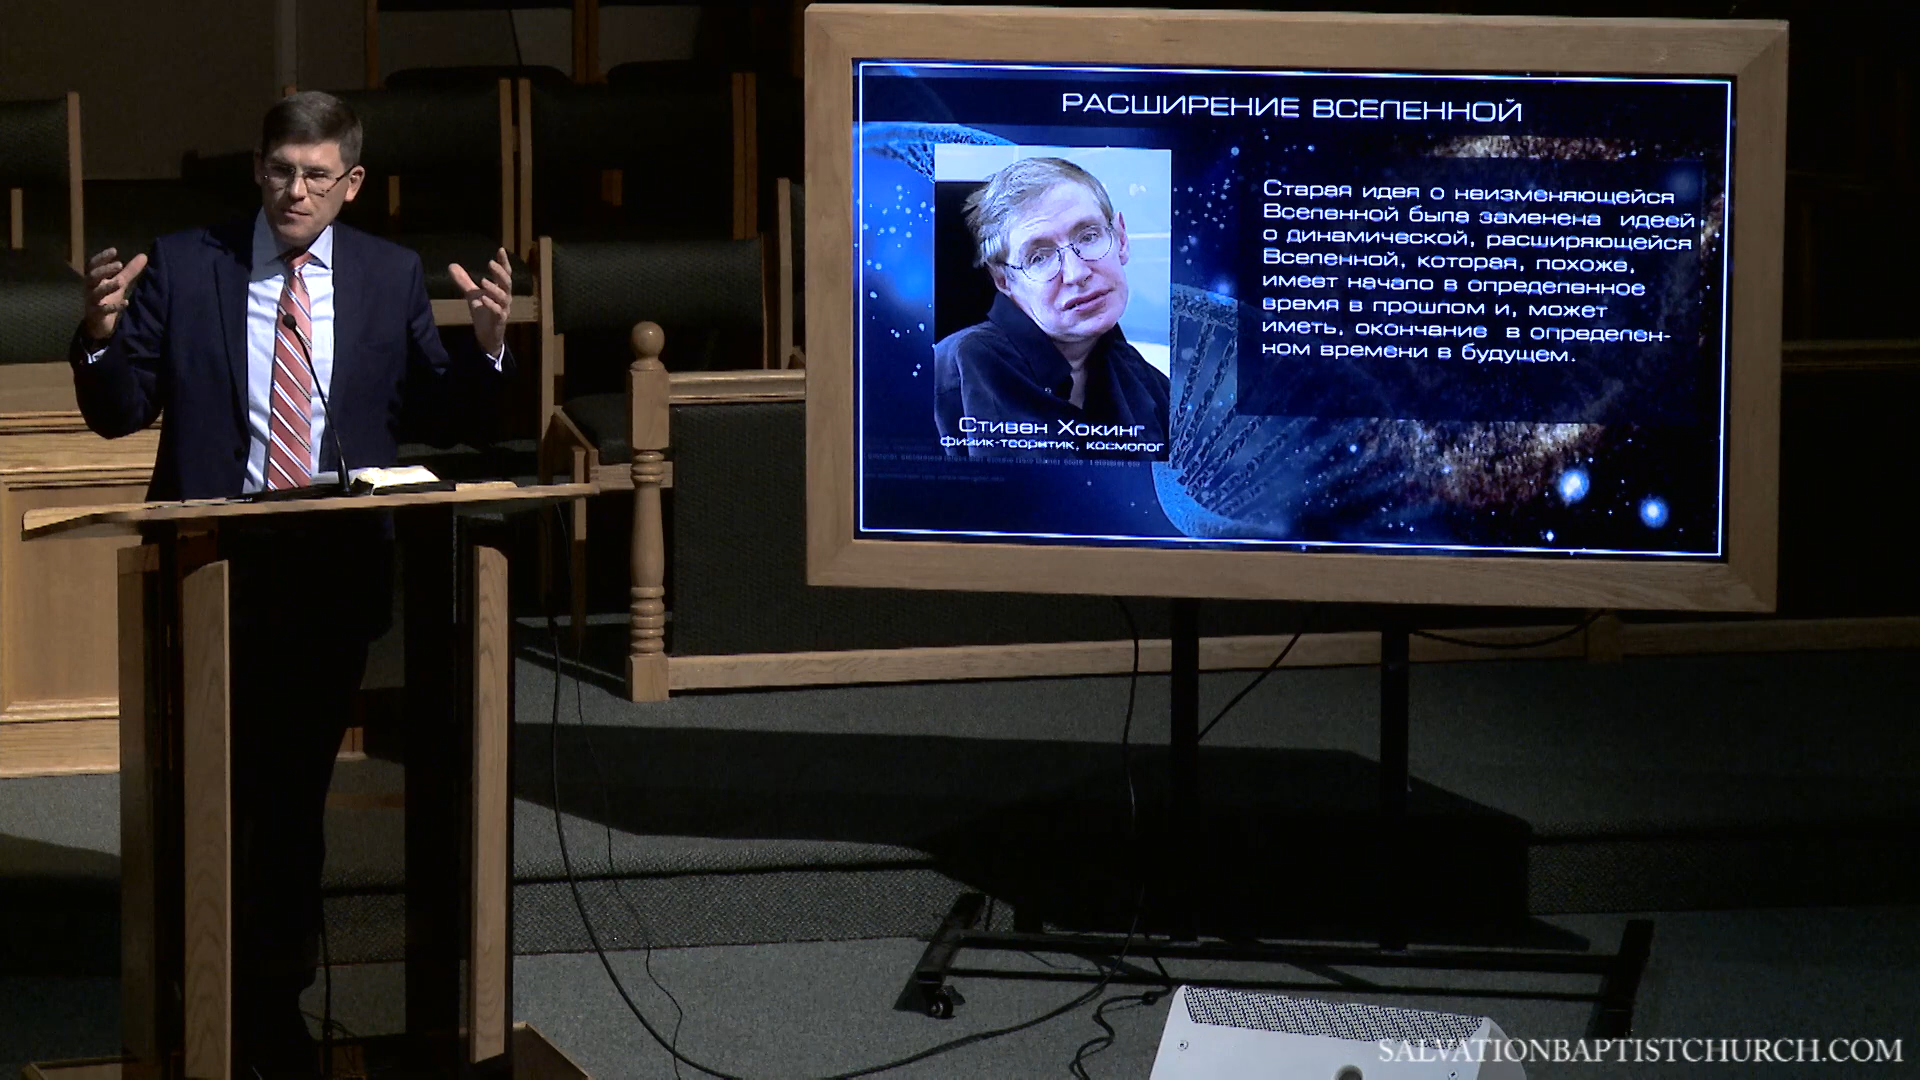 РАСШИРЕНИЕ ВСЕЛЕННОЙ
Старая идея о неизменяющейся
Вселенной была заменена идеей
о динамической, расширяющейся
Вселенной, которая, похоже,
имеет начало в определенное
время в прошлом и, может
иметь, окончание в определен-
ном времени в будущем.
Стивен Хокинг
физик-теоритик, космолог
SALVATIONBAPTISTCHURCH.COM